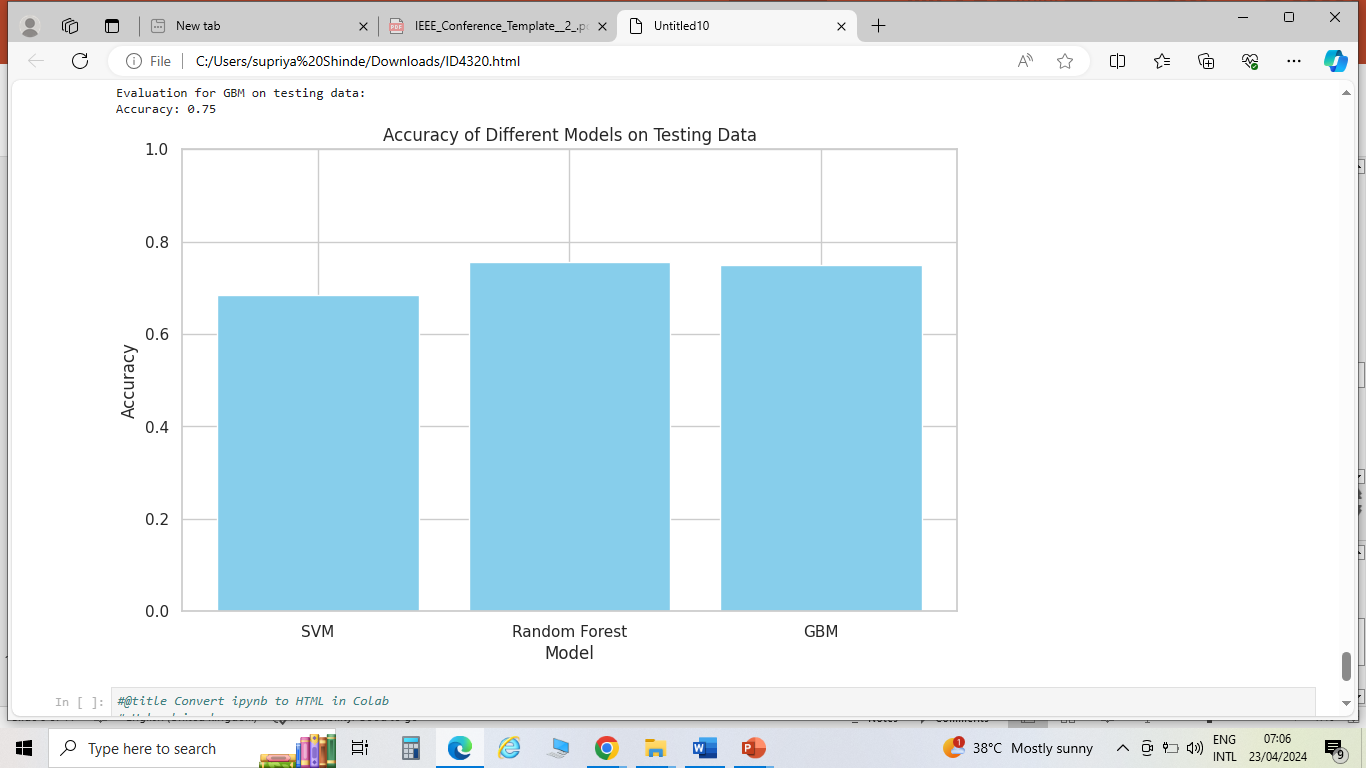 New tab
IEEE_Conference_Template__2_.p
Untitled10
File
C:/Users/supriya%20Shinde/Downloads/ID4320.html
Evaluation for GBM on testing data:
Accuracy: 0.75
Accuracy of Different Models on Testing Data
1.0
0.8
0.6
0.4
0.2
0.0
Accuracy
SVM Random Forest GBM
Model
In [ ]: #@title Convert ipynb to HTML in Colab
Type here to search
38°C Mostly sunny
ENG
INTL
07:06
23/04/2024
9
1